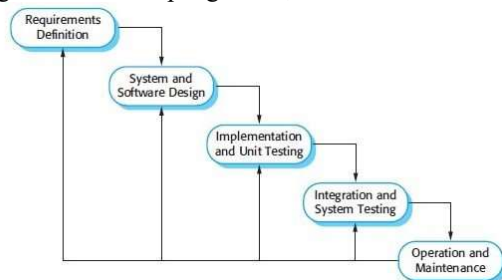 Requirements
Definition
System and
Software Design
Implementation
and Unit Testing
Integration and
System Testing
Operation and
Maintenance